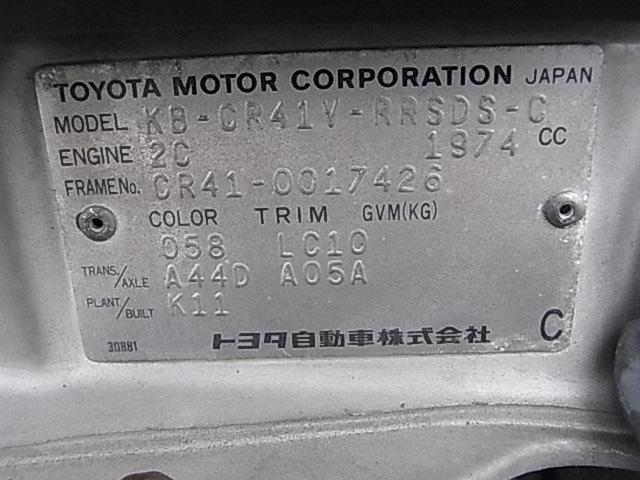 TOYOTA MOTOR CORPORATION JAPAN
MODEL KB-CR41V-RRSDS-C
ENGINE 2C 1974 CC
FRAME No. CR41-0017426
COLOR TRIM GVM(KG)
058 LC10
TRANS./AXLE A44D A05A
PLANT/BUILT K11
30881 トヨタ自動車株式会社 C